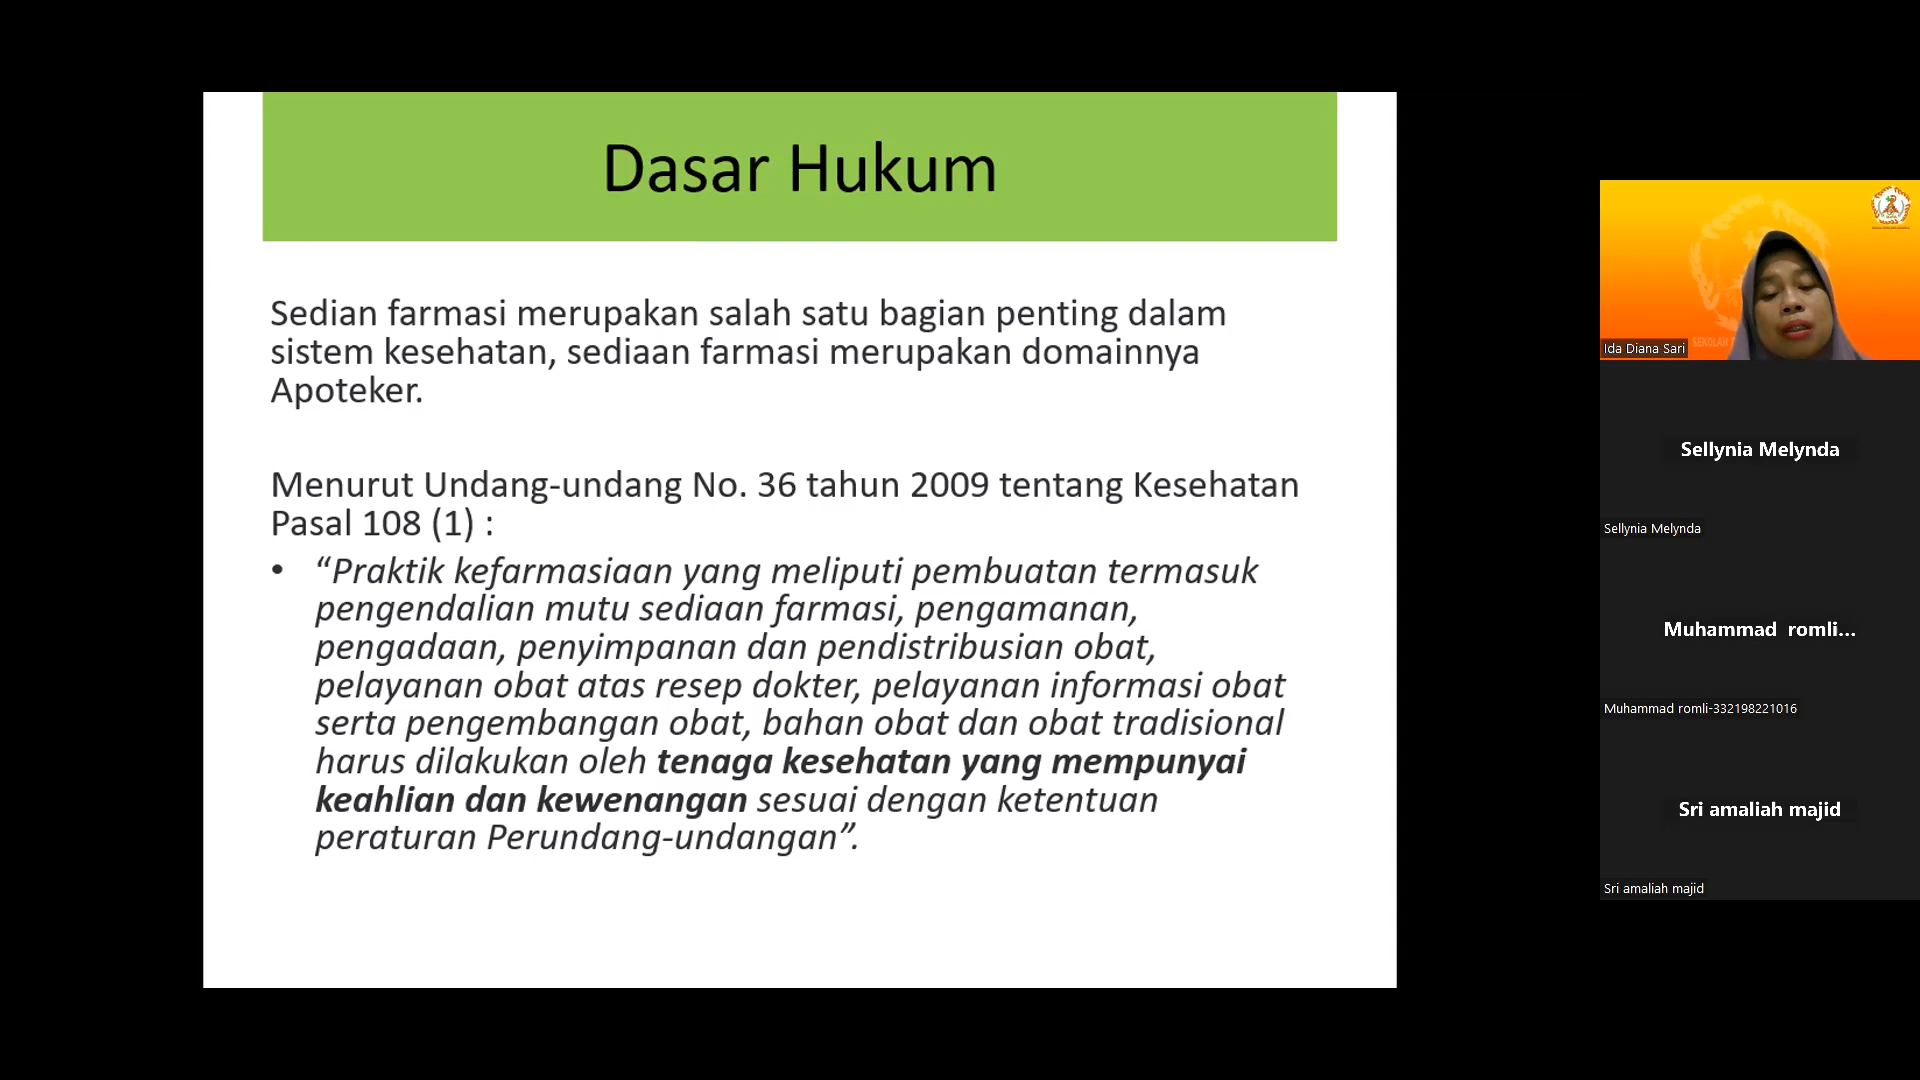 Dasar Hukum
Sedian farmasi merupakan salah satu bagian penting dalam
sistem kesehatan, sediaan farmasi merupakan domainnya
Apoteker.
Menurut Undang-undang No. 36 tahun 2009 tentang Kesehatan
Pasal 108 (1) :
• “Praktik kefarmasiaan yang meliputi pembuatan termasuk
pengendalian mutu sediaan farmasi, pengamanan,
pengadaan, penyimpanan dan pendistribusian obat,
pelayanan obat atas resep dokter, pelayanan informasi obat
serta pengembangan obat, bahan obat dan obat tradisional
harus dilakukan oleh tenaga kesehatan yang mempunyai
keahlian dan kewenangan sesuai dengan ketentuan
peraturan Perundang-undangan”.
SEKOLAH
Ida Diana Sari
Sellynia Melynda
Sellynia Melynda
Muhammad romli...
Muhammad romli-332198221016
Sri amaliah majid
Sri amaliah majid